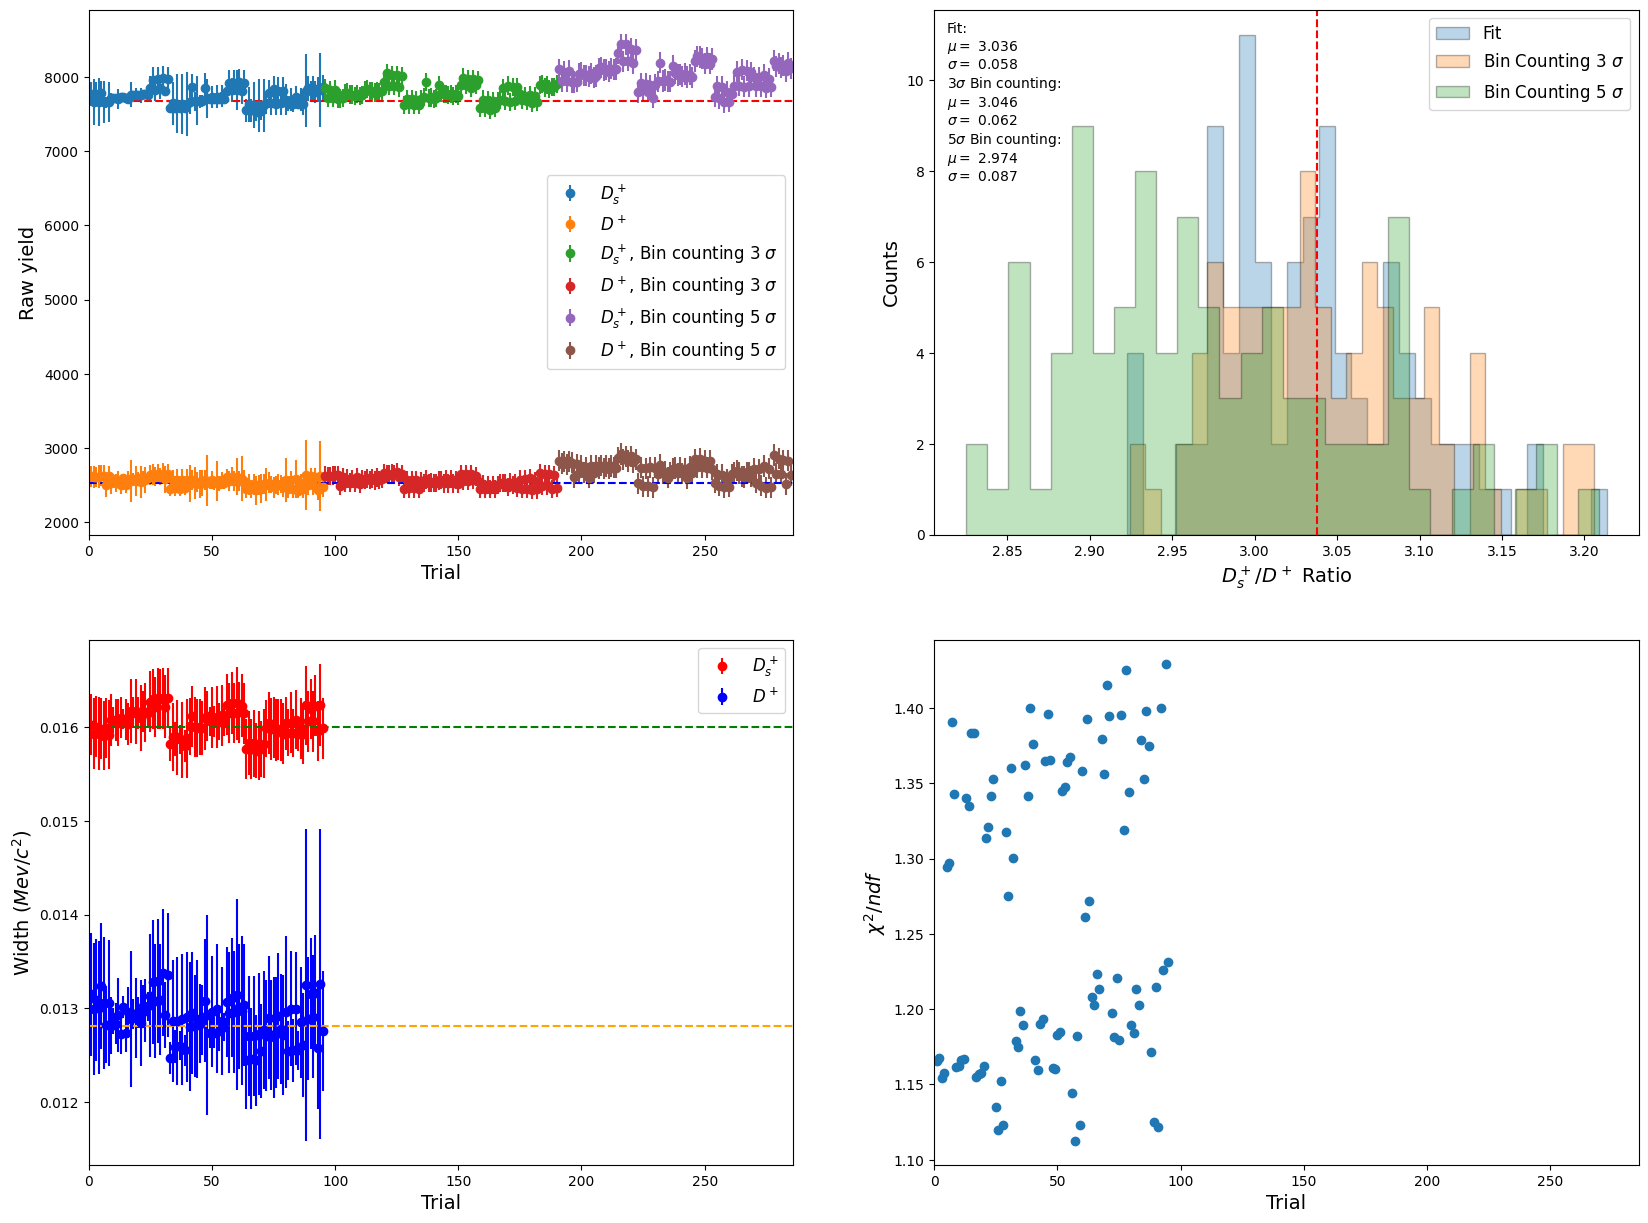 8000
7000
6000
5000
4000
3000
2000
Raw yield
D_s^+
D^+
D_s^+, Bin counting 3 σ
D^+, Bin counting 3 σ
D_s^+, Bin counting 5 σ
D^+, Bin counting 5 σ
0 50 100 150 200 250
Trial
Fit:
μ = 3.036
σ = 0.058
3σ Bin counting:
μ = 3.046
σ = 0.062
5σ Bin counting:
μ = 2.974
σ = 0.087
Fit
Bin Counting 3 σ
Bin Counting 5 σ
10
8
6
4
2
0
Counts
2.85 2.90 2.95 3.00 3.05 3.10 3.15 3.20
D_s^+/D^+ Ratio
D_s^+
D^+
0.016
0.015
0.014
0.013
0.012
Width (Mev/c^2)
0 50 100 150 200 250
Trial
1.40
1.35
1.30
1.25
1.20
1.15
1.10
χ^2/ndf
0 50 100 150 200 250
Trial